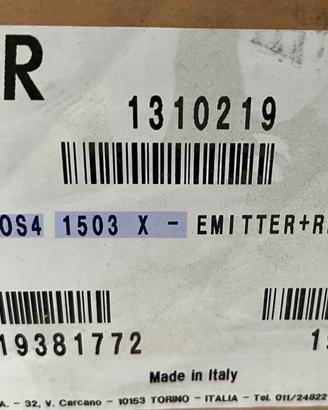 R
1310219
OS4 1503 X - EMITTER+R
19381772
Made in Italy
A. - 32, V. Carcano - 10153 TORINO - ITALIA - Tel. 011/24822